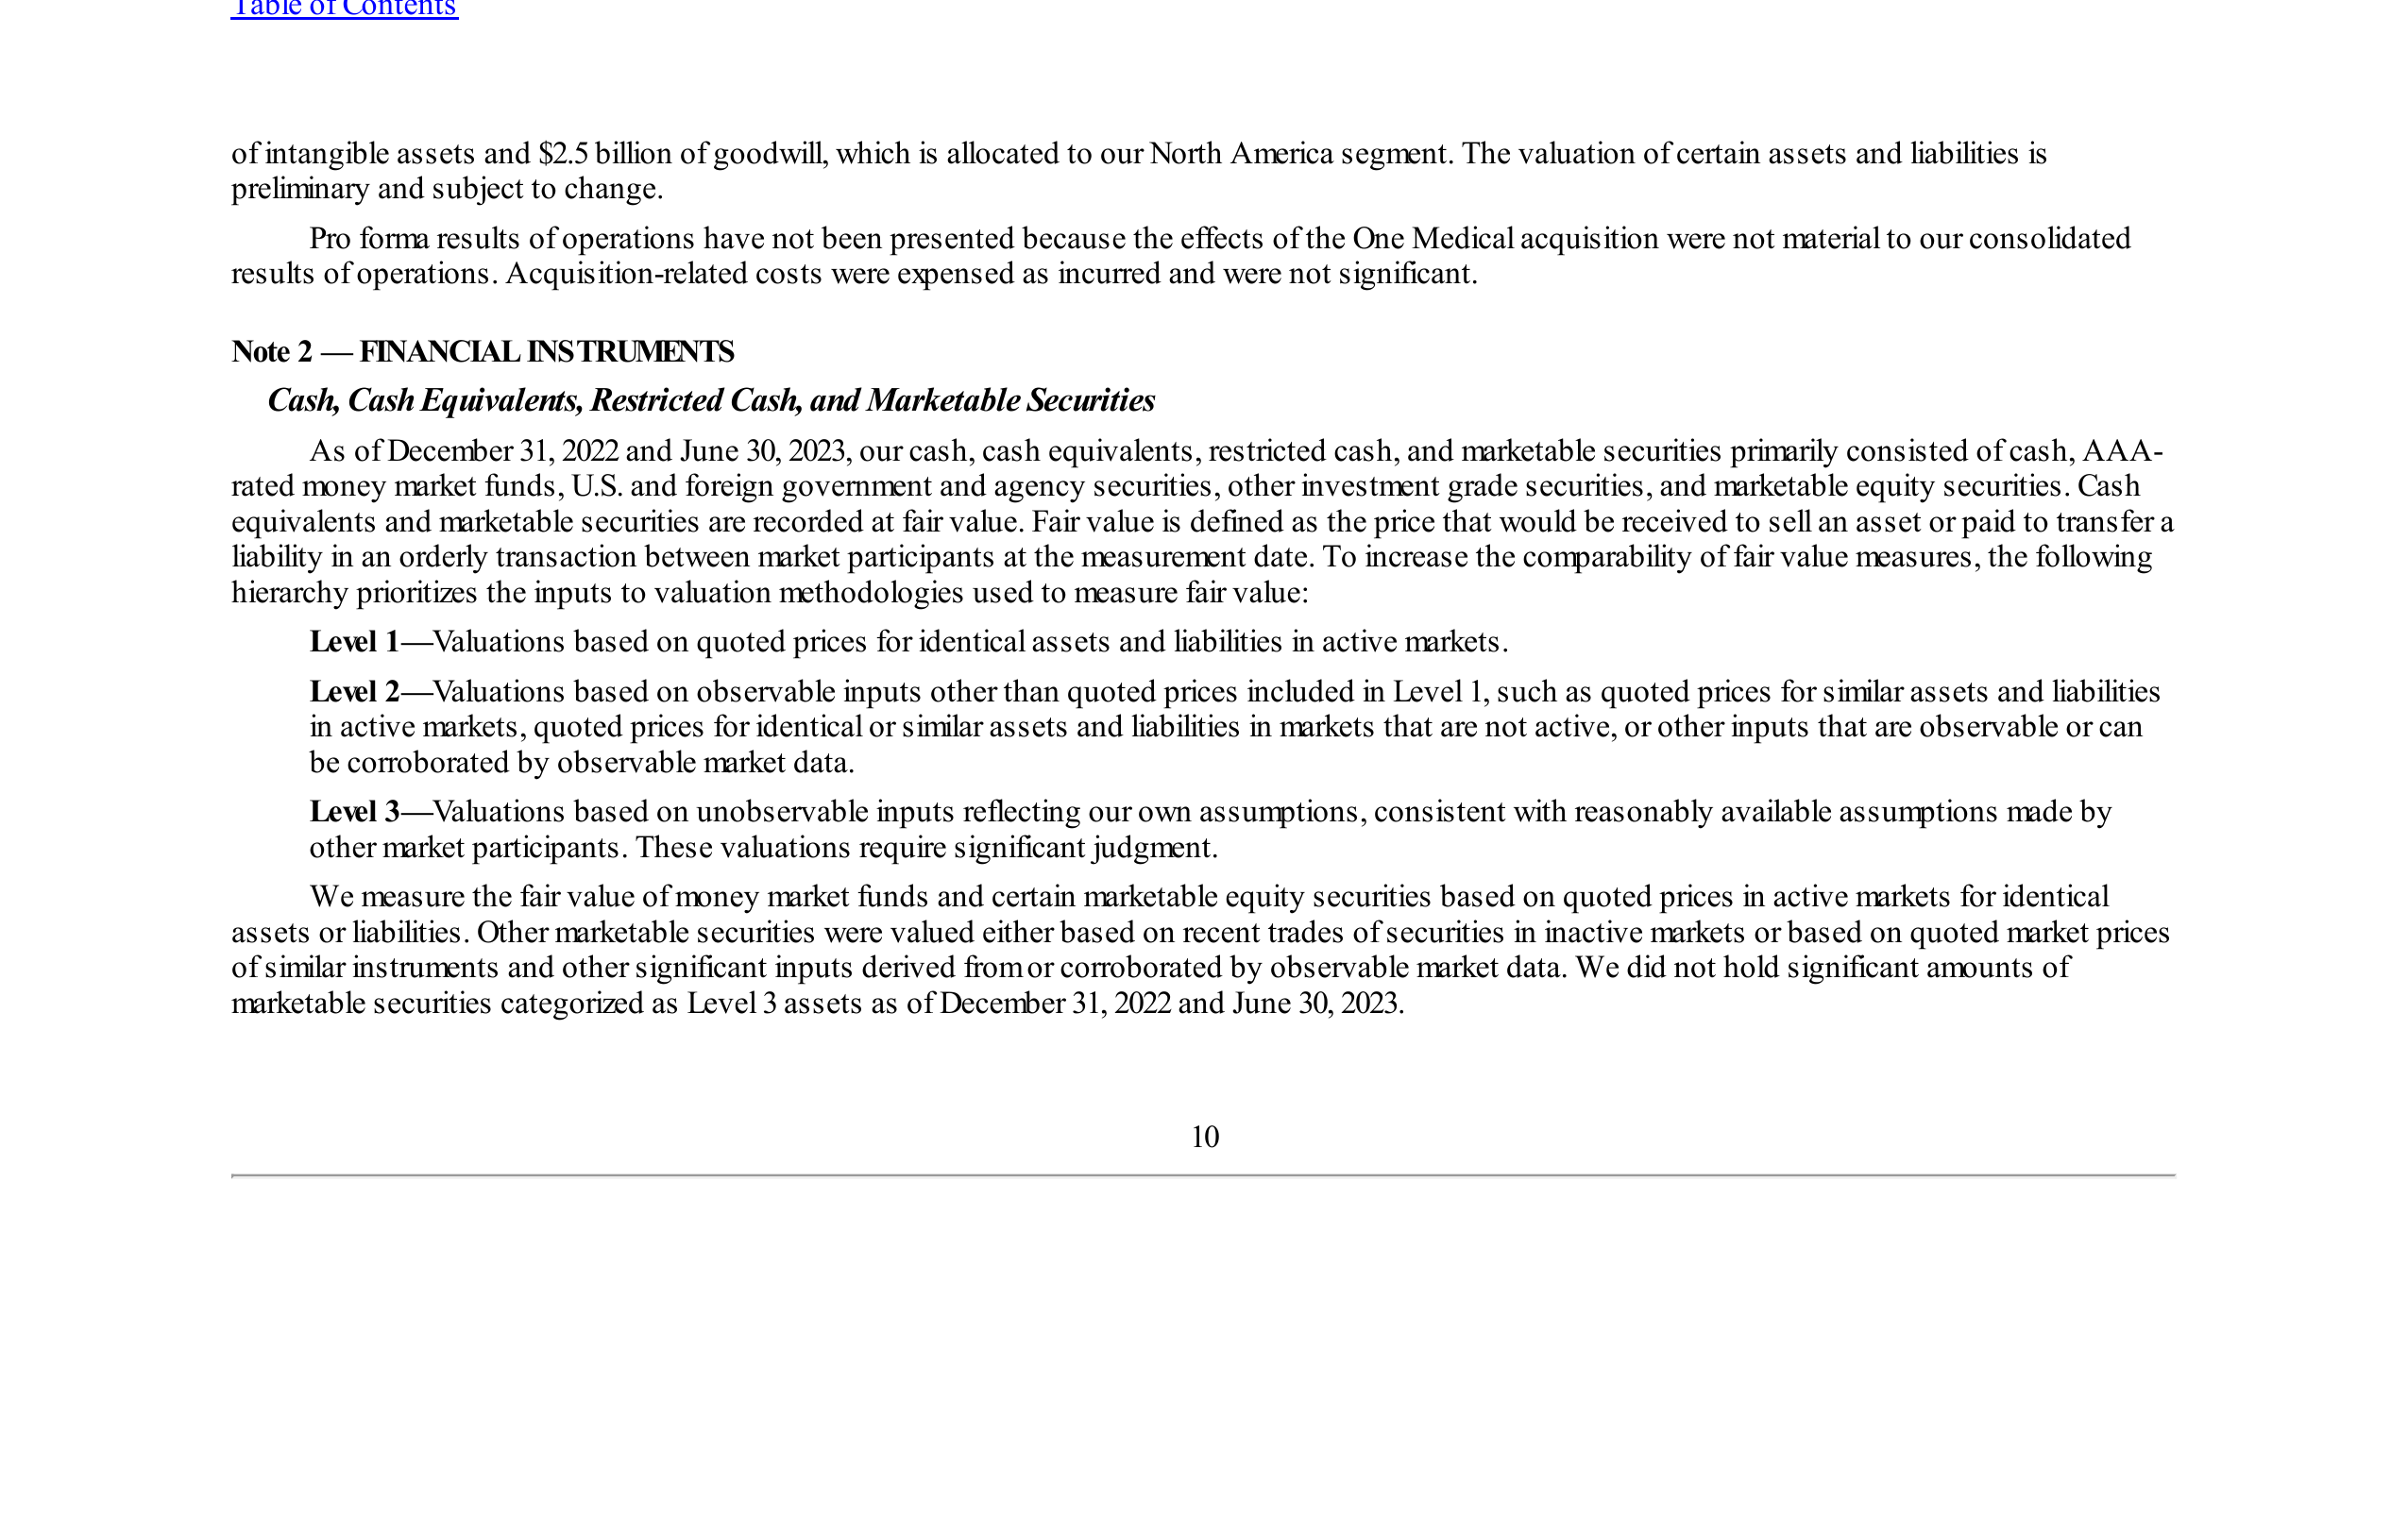 Table of Contents
of intangible assets and $2.5 billion of goodwill, which is allocated to our North America segment. The valuation of certain assets and liabilities is
preliminary and subject to change.
Pro forma results of operations have not been presented because the effects of the One Medical acquisition were not material to our consolidated
results of operations. Acquisition-related costs were expensed as incurred and were not significant.
Note 2 — FINANCIAL INSTRUMENTS
Cash, Cash Equivalents, Restricted Cash, and Marketable Securities
As of December 31, 2022 and June 30, 2023, our cash, cash equivalents, restricted cash, and marketable securities primarily consisted of cash, AAA-
rated money market funds, U.S. and foreign government and agency securities, other investment grade securities, and marketable equity securities. Cash
equivalents and marketable securities are recorded at fair value. Fair value is defined as the price that would be received to sell an asset or paid to transfer a
liability in an orderly transaction between market participants at the measurement date. To increase the comparability of fair value measures, the following
hierarchy prioritizes the inputs to valuation methodologies used to measure fair value:
Level 1—Valuations based on quoted prices for identical assets and liabilities in active markets.
Level 2—Valuations based on observable inputs other than quoted prices included in Level 1, such as quoted prices for similar assets and liabilities
in active markets, quoted prices for identical or similar assets and liabilities in markets that are not active, or other inputs that are observable or can
be corroborated by observable market data.
Level 3—Valuations based on unobservable inputs reflecting our own assumptions, consistent with reasonably available assumptions made by
other market participants. These valuations require significant judgment.
We measure the fair value of money market funds and certain marketable equity securities based on quoted prices in active markets for identical
assets or liabilities. Other marketable securities were valued either based on recent trades of securities in inactive markets or based on quoted market prices
of similar instruments and other significant inputs derived from or corroborated by observable market data. We did not hold significant amounts of
marketable securities categorized as Level 3 assets as of December 31, 2022 and June 30, 2023.
10